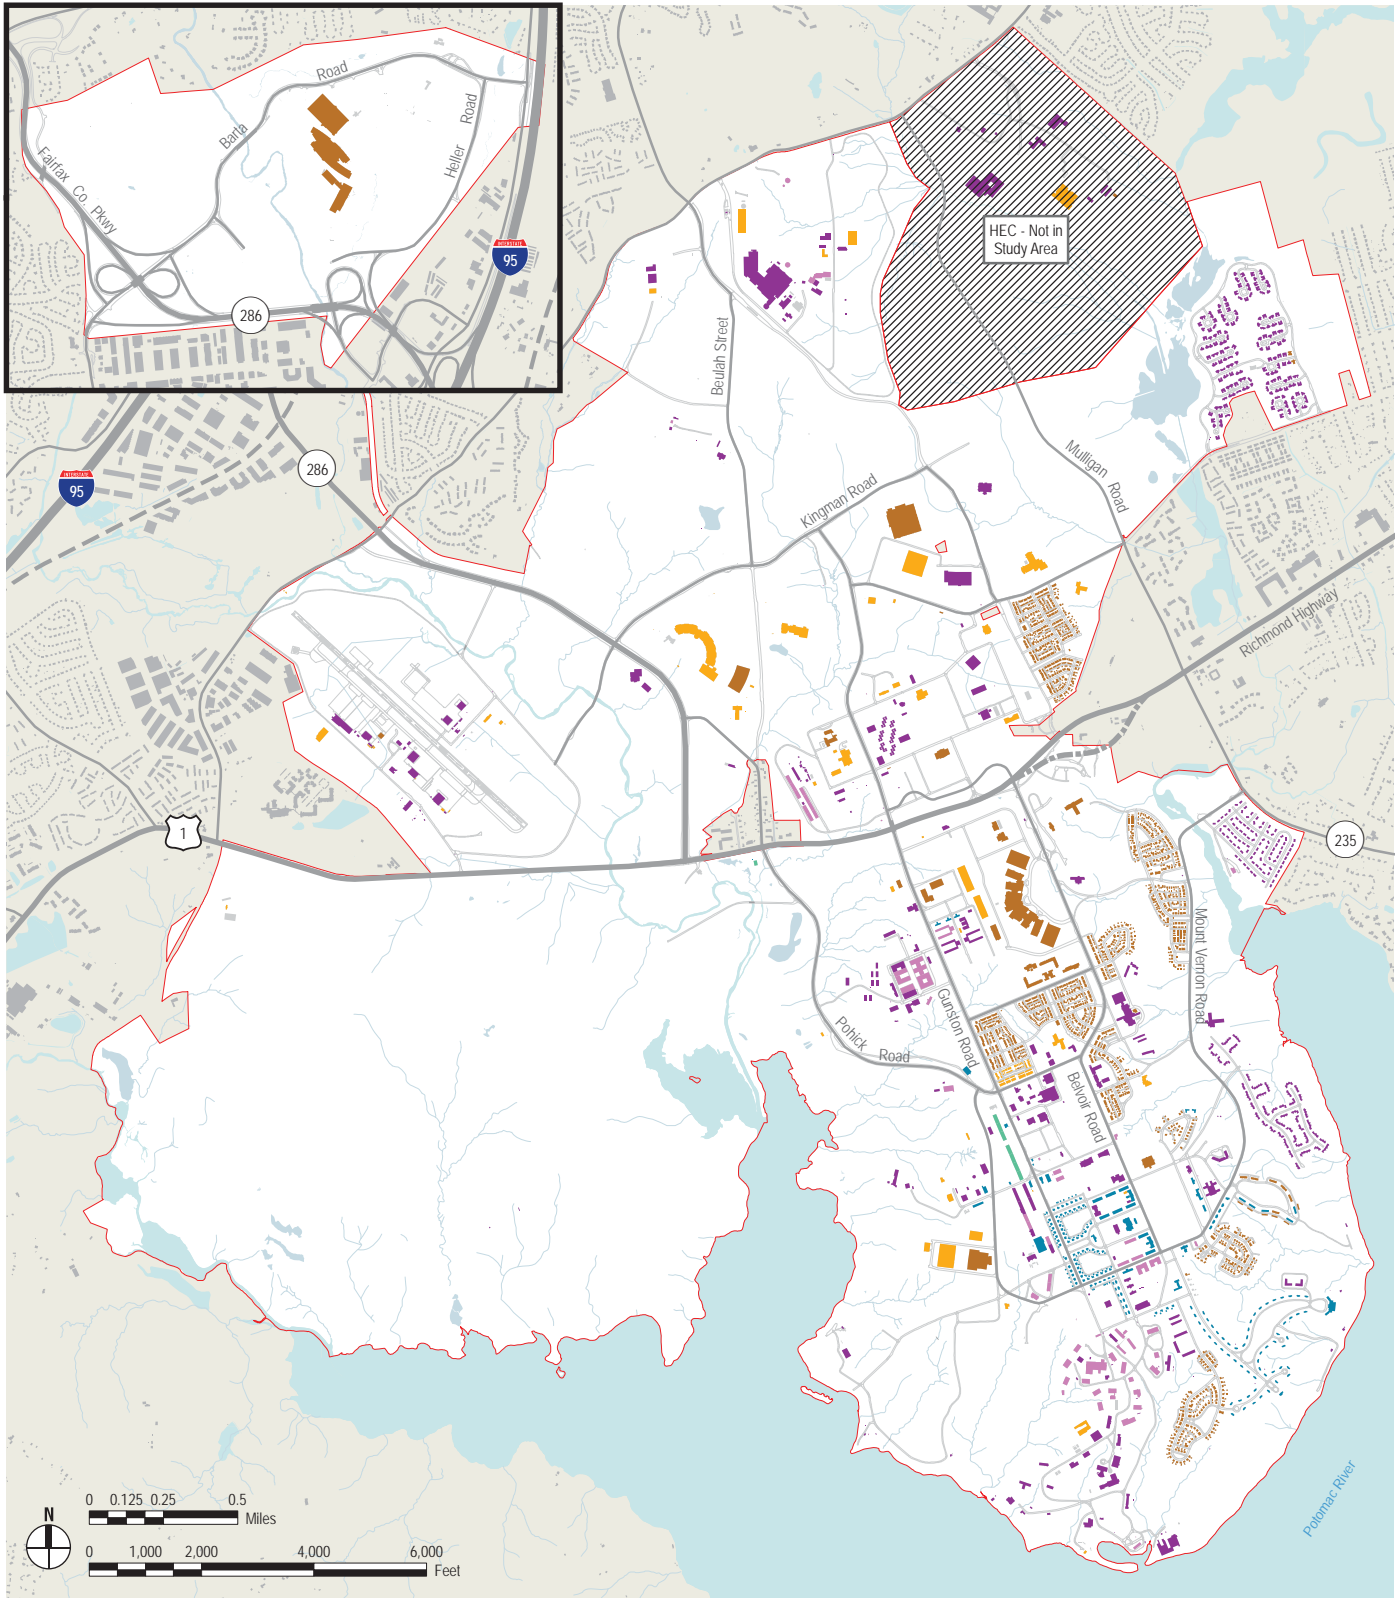 Road
Barta
Heller
Road
Fairfax
Co.
Pkwy
INTERSTATE
95
286
HEC - Not in
Study Area
Beulah Street
Mulligan
Road
Kingman Road
286
INTERSTATE
95
Richmond Highway
1
235
Mount Vernon Road
Gunston Road
Pohick
Road
Belvoir Road
Potomac River
N
0 0.125 0.25 0.5
Miles
0 1,000 2,000 4,000 6,000
Feet